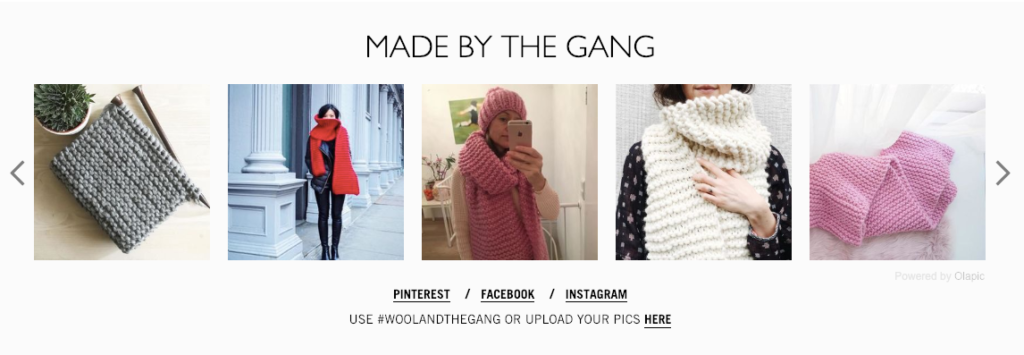 MADE BY THE GANG
Powered by Olapic
PINTEREST / FACEBOOK / INSTAGRAM
USE #WOOLANDTHEGANG OR UPLOAD YOUR PICS HERE